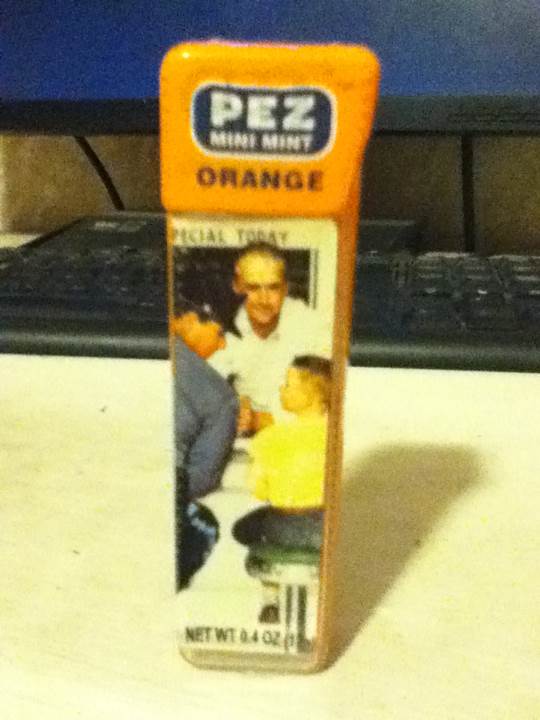 PEZ
MINI MINT
ORANGE
PECIAL TODAY
NET WT 0.4 OZ